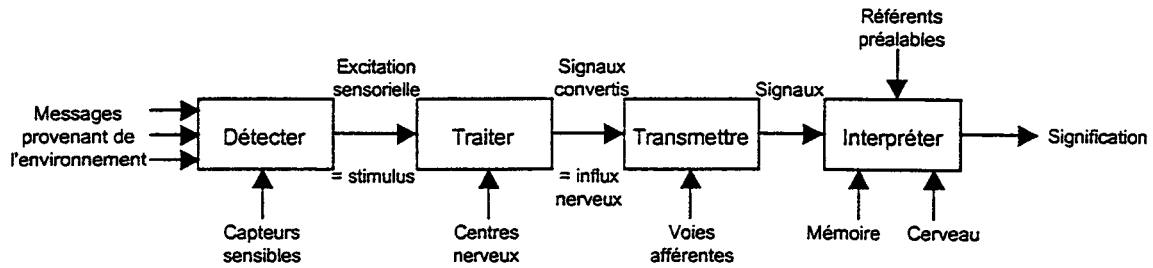 Référents
préalables
Excitation
sensorielle
Signaux
convertis
Signaux
Messages
provenant de
l'environnement
Détecter
Traiter
Transmettre
Interpréter
Signification
= stimulus
= influx
nerveux
Capteurs
sensibles
Centres
nerveux
Voies
afférentes
Mémoire
Cerveau